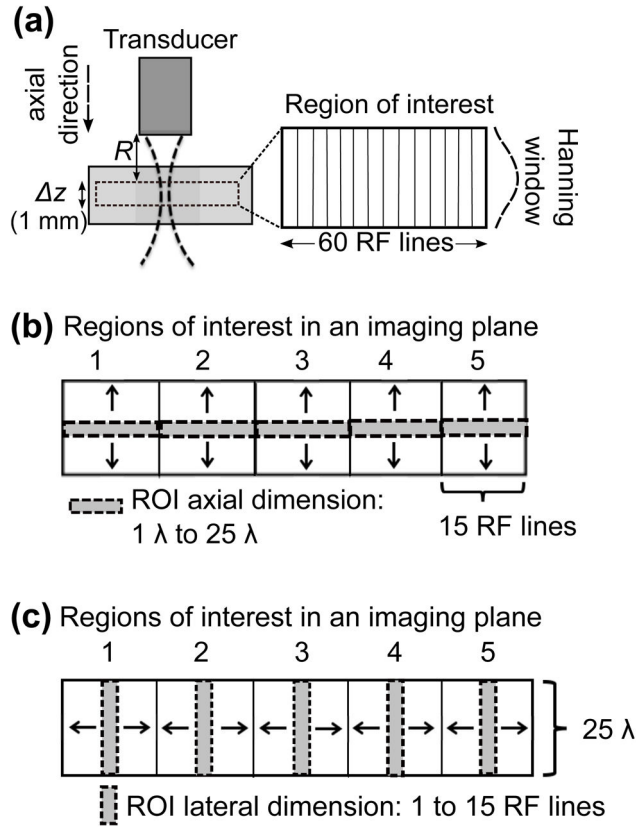 (a)
Transducer
axial
direction
R
Δz
(1 mm)
Region of interest
60 RF lines
Hanning
window
(b) Regions of interest in an imaging plane
1 2 3 4 5
ROI axial dimension:
1 λ to 25 λ
15 RF lines
(c) Regions of interest in an imaging plane
1 2 3 4 5
25 λ
ROI lateral dimension: 1 to 15 RF lines